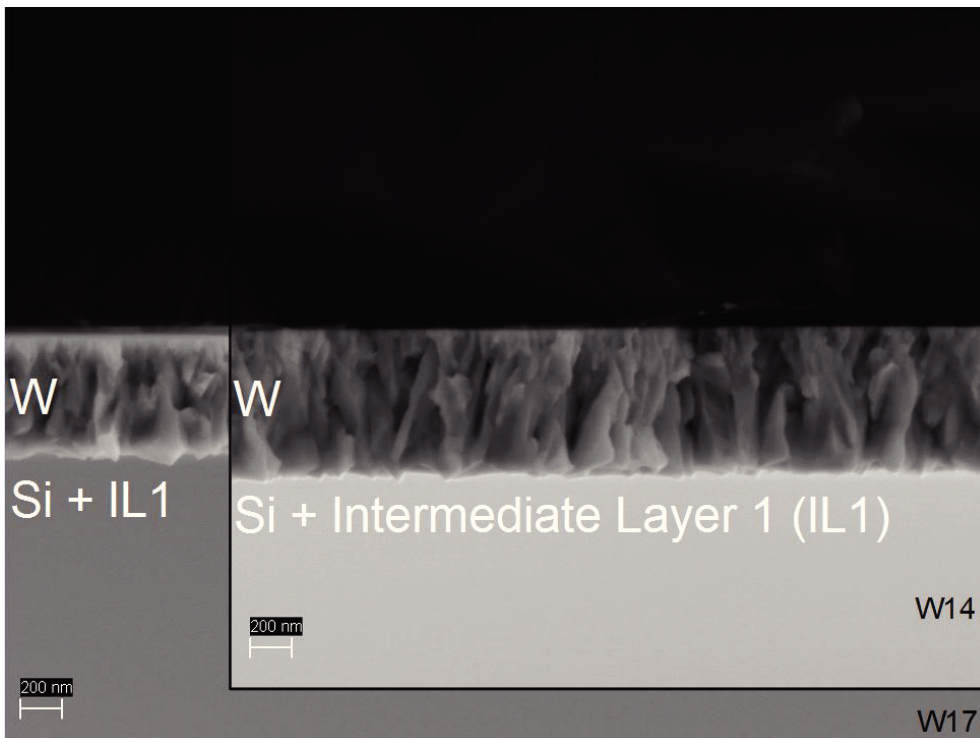 W
W
Si + IL1
Si + Intermediate Layer 1 (IL1)
W14
200 nm
200 nm
W17